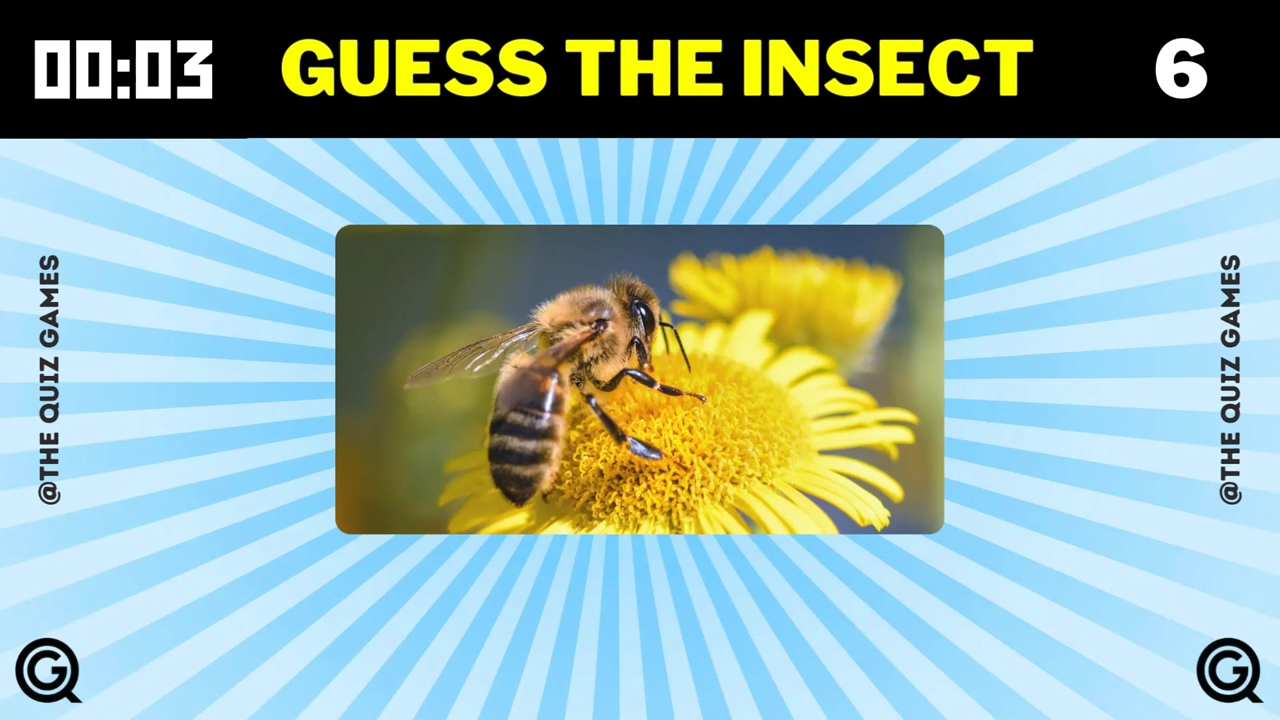 00:03
GUESS THE INSECT
6
@THE QUIZ GAMES
@THE QUIZ GAMES